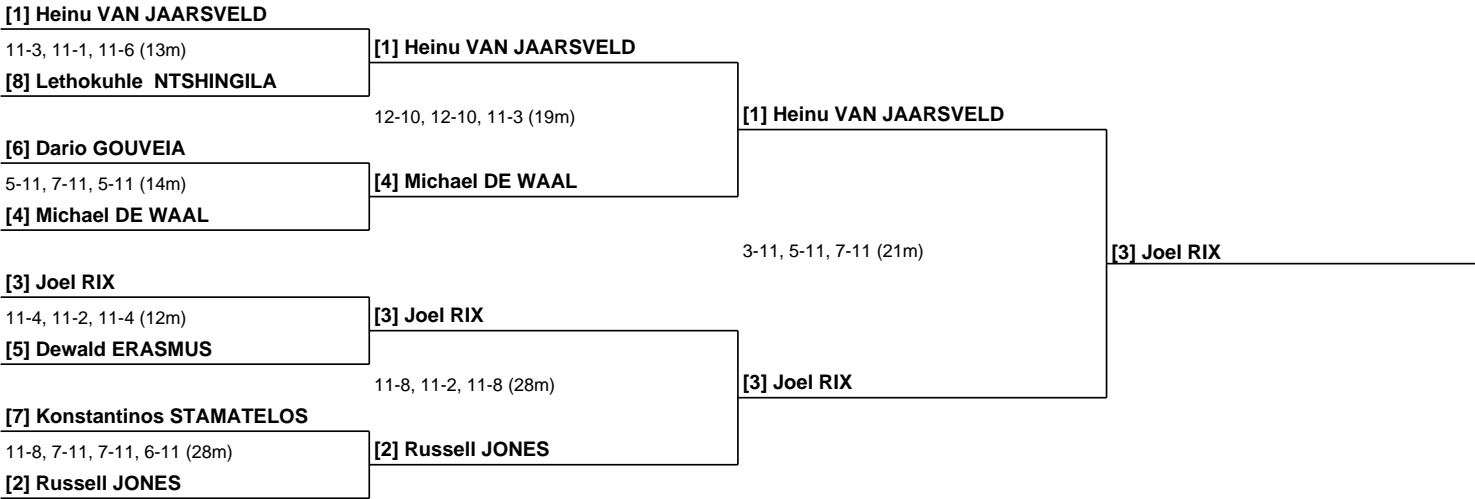 [1] Heinu VAN JAARSVELD
11-3, 11-1, 11-6 (13m)
[8] Lethokuhle  NTSHINGILA
[6] Dario GOUVEIA
5-11, 7-11, 5-11 (14m)
[4] Michael DE WAAL
[3] Joel RIX
11-4, 11-2, 11-4 (12m)
[5] Dewald ERASMUS
[7] Konstantinos STAMATELOS
11-8, 7-11, 7-11, 6-11 (28m)
[2] Russell JONES
[1] Heinu VAN JAARSVELD
12-10, 12-10, 11-3 (19m)
[4] Michael DE WAAL
[3] Joel RIX
11-8, 11-2, 11-8 (28m)
[2] Russell JONES
[1] Heinu VAN JAARSVELD
3-11, 5-11, 7-11 (21m)
[3] Joel RIX
[3] Joel RIX